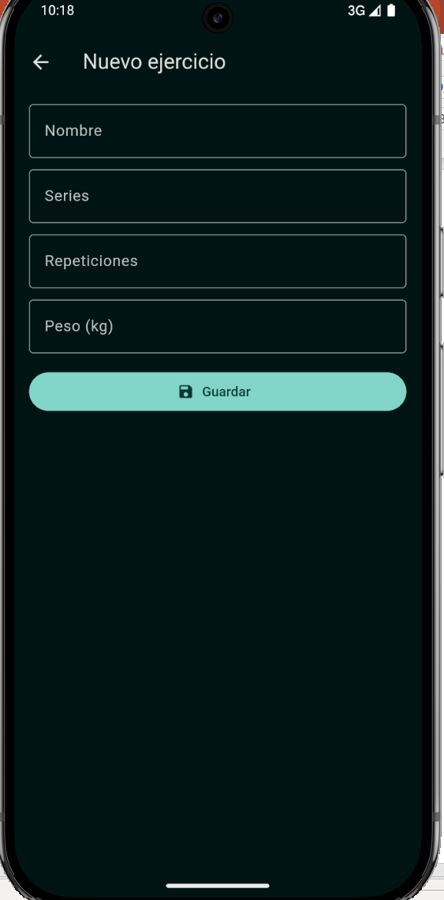 10:18
3G
Nuevo ejercicio
Nombre
Series
Repeticiones
Peso (kg)
Guardar